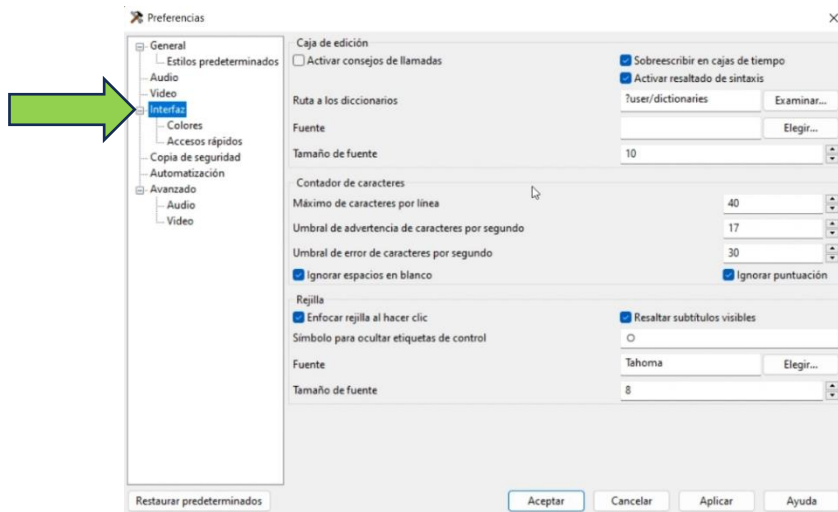 Preferencias
General
Estilos predeterminados
Audio
Video
Interfaz
Colores
Accesos rápidos
Copia de seguridad
Automatización
Avanzado
Audio
Video
Caja de edición
Activar consejos de llamadas
Sobreescribir en cajas de tiempo
Activar resaltado de sintaxis
Ruta a los diccionarios ?user/dictionaries Examinar...
Fuente Elegir...
Tamaño de fuente 10
Contador de caracteres
Máximo de caracteres por línea 40
Umbral de advertencia de caracteres por segundo 17
Umbral de error de caracteres por segundo 30
Ignorar espacios en blanco Ignorar puntuación
Rejilla
Enfocar rejilla al hacer clic Resaltar subtítulos visibles
Símbolo para ocultar etiquetas de control ○
Fuente Tahoma Elegir...
Tamaño de fuente 8
Restaurar predeterminados Aceptar Cancelar Aplicar Ayuda